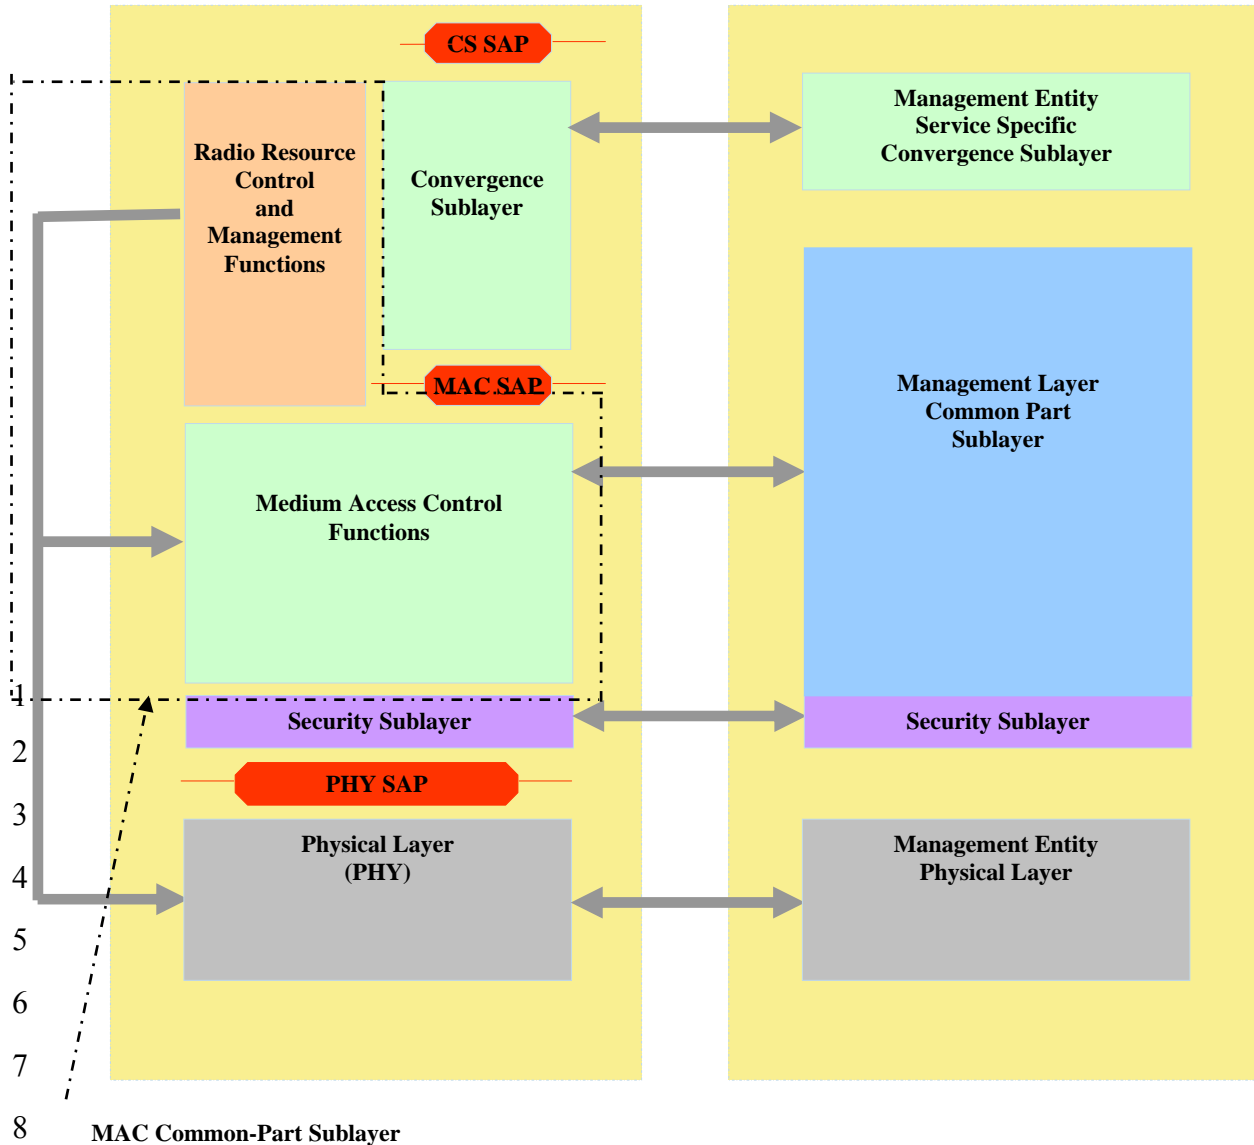 CS SAP
Radio Resource
Control
and
Management
Functions
Convergence
Sublayer
Management Entity
Service Specific
Convergence Sublayer
MAC SAP
Management Layer
Common Part
Sublayer
Medium Access Control
Functions
Security Sublayer
Security Sublayer
PHY SAP
Physical Layer
(PHY)
Management Entity
Physical Layer
1
2
3
4
5
6
7
8
MAC Common-Part Sublayer